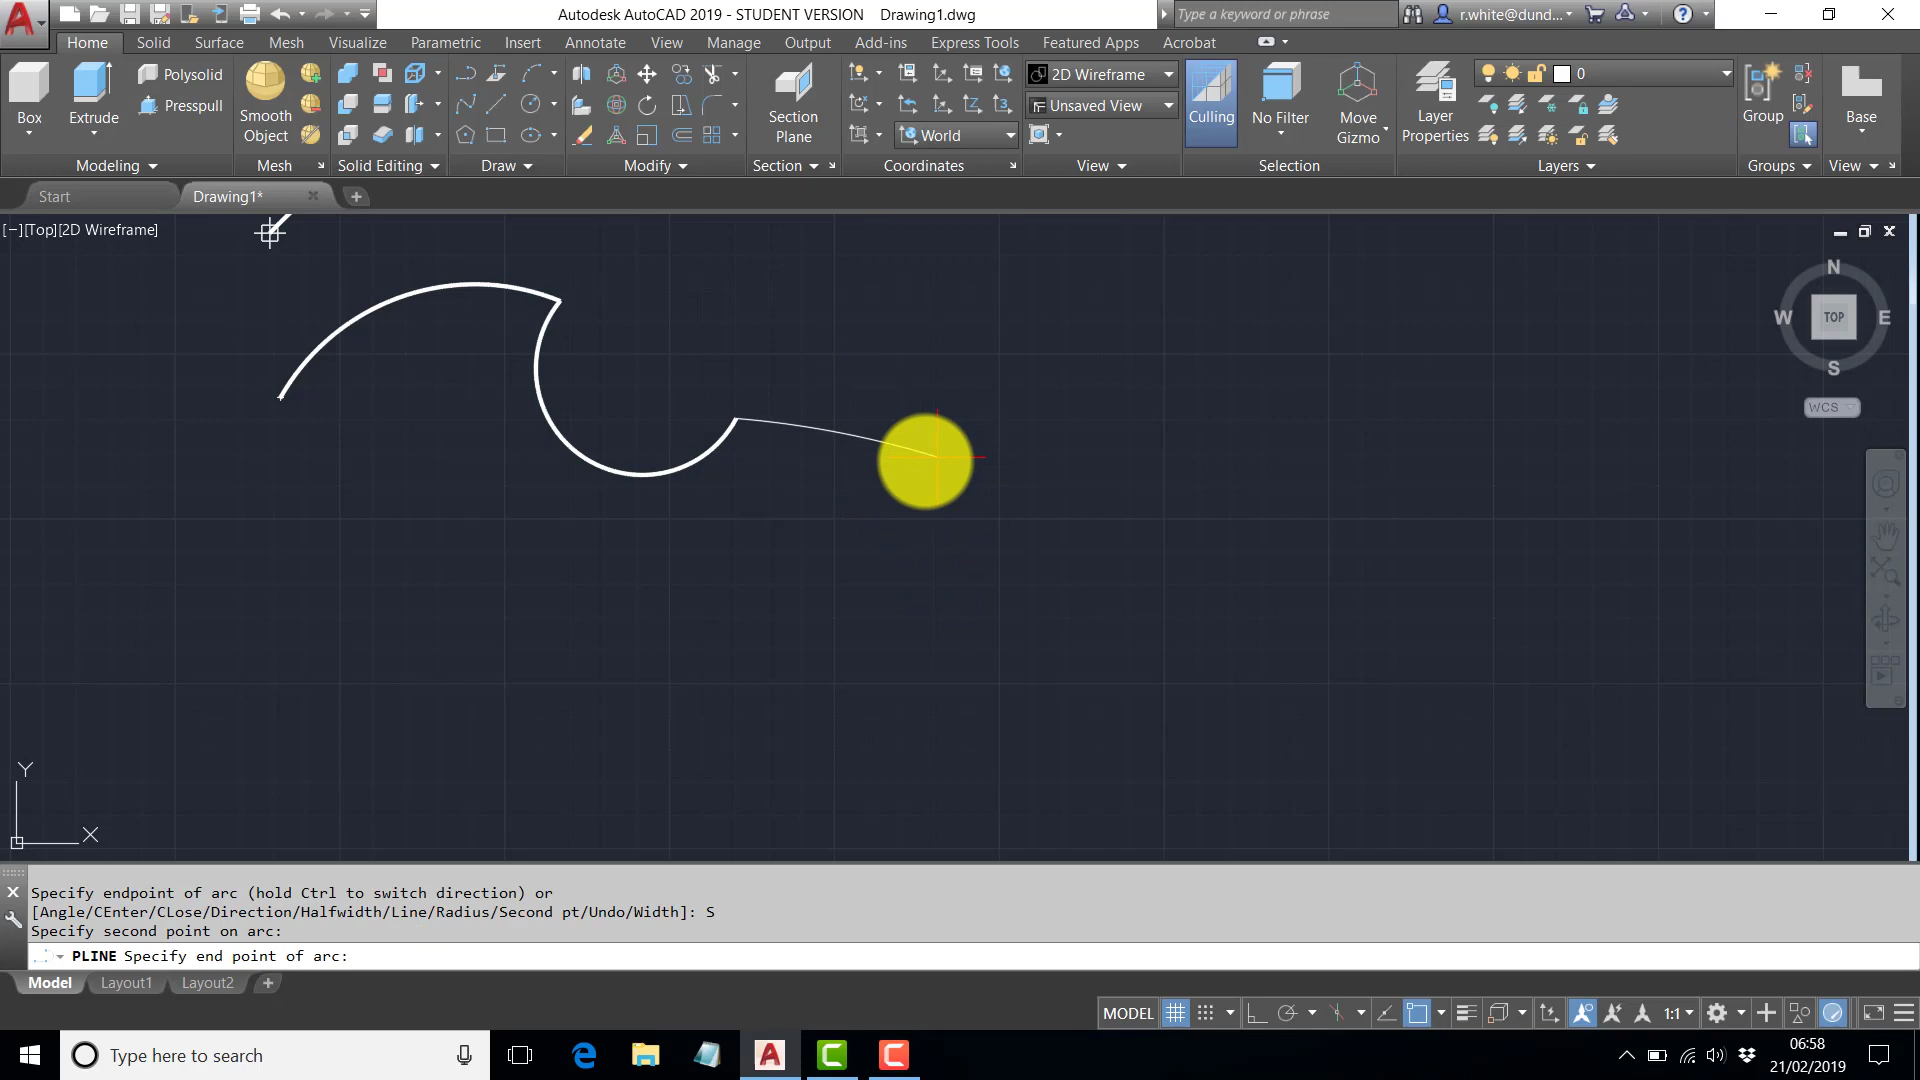 Autodesk AutoCAD 2019 - STUDENT VERSION Drawing1.dwg
Type a keyword or phrase
r.white@dund...
Home Solid Surface Mesh Visualize Parametric Insert Annotate View Manage Output Add-ins Express Tools Featured Apps Acrobat
Box
Extrude
Polysolid
Presspull
Modeling
Smooth
Object
Mesh
Solid Editing
Draw
Modify
Section
Plane
Section
World
Coordinates
2D Wireframe
Unsaved View
View
Culling
No Filter
Move
Gizmo
Selection
Layer
Properties
0
Layers
Group
Groups
Base
View
Start
Drawing1*
[−][Top][2D Wireframe]
N
W
TOP
E
S
WCS
Y
X
Specify endpoint of arc (hold Ctrl to switch direction) or
[Angle/CEnter/CLose/Direction/Halfwidth/Line/Radius/Second pt/Undo/Width]: S
Specify second point on arc:
PLINE Specify end point of arc:
Model Layout1 Layout2
MODEL
1:1
Type here to search
06:58
21/02/2019